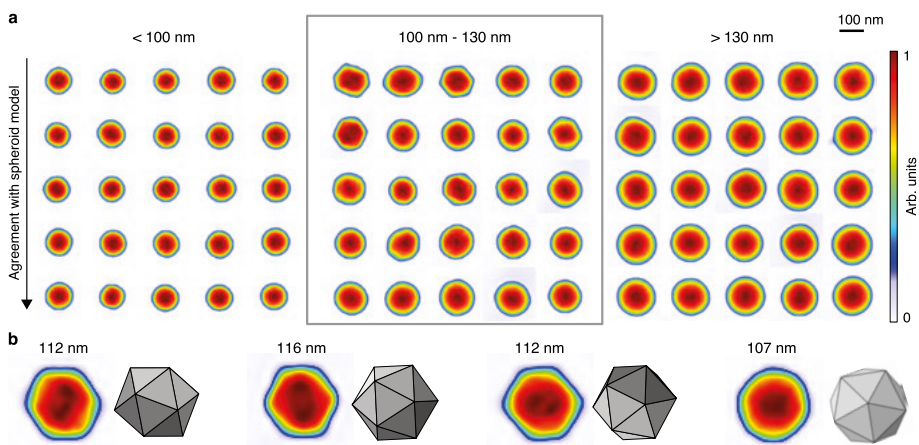 a
< 100 nm
100 nm - 130 nm
> 130 nm
100 nm
Agreement with spheroid model
1
Arb. units
0
b
112 nm
116 nm
112 nm
107 nm